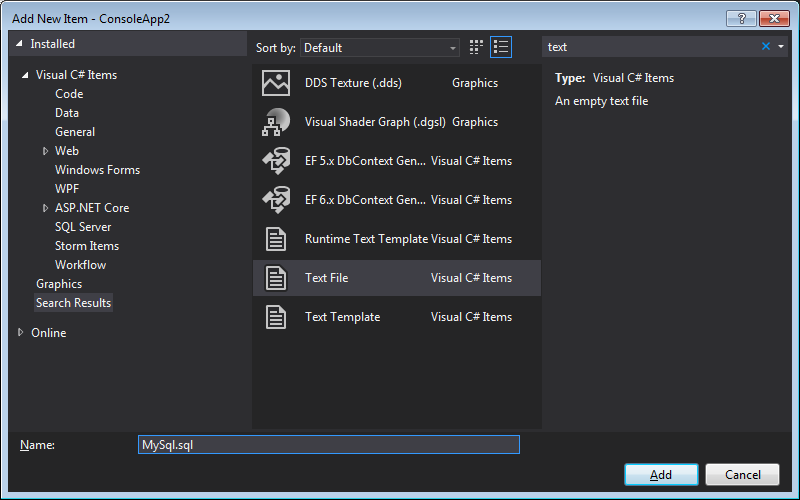 Add New Item - ConsoleApp2
Installed
Sort by: Default
text
Visual C# Items
Code
Data
General
Web
Windows Forms
WPF
ASP.NET Core
SQL Server
Storm Items
Workflow
Graphics
Search Results
Online
DDS Texture (.dds) Graphics
Visual Shader Graph (.dgsl) Graphics
EF 5.x DbContext Gen... Visual C# Items
EF 6.x DbContext Gen... Visual C# Items
Runtime Text Template Visual C# Items
Text File Visual C# Items
Text Template Visual C# Items
Type: Visual C# Items
An empty text file
Name: MySql.sql
Add Cancel